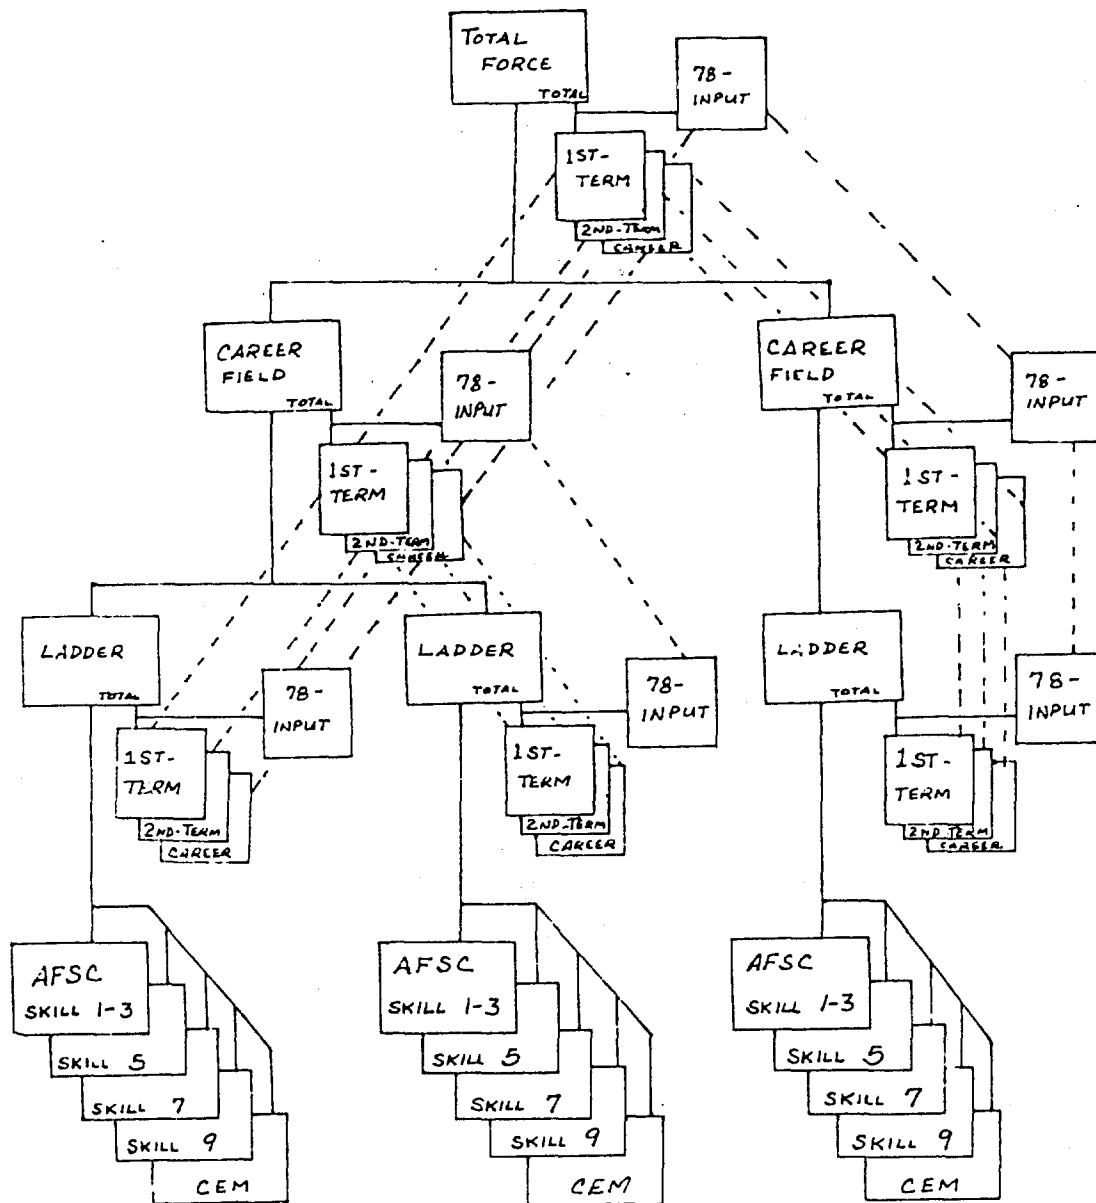 TOTAL
FORCE
TOTAL
78-
INPUT
1ST-
TERM
2ND-TERM
CAREER
CAREER
FIELD
TOTAL
78-
INPUT
1ST-
TERM
2ND-TERM
CAREER
CAREER
FIELD
TOTAL
78-
INPUT
1ST-
TERM
2ND-TERM
CAREER
LADDER
TOTAL
78-
INPUT
1ST-
TERM
2ND-TERM
CAREER
LADDER
TOTAL
78-
INPUT
1ST-
TERM
2ND-TERM
CAREER
LADDER
TOTAL
78-
INPUT
1ST-
TERM
2ND TERM
CAREER
AFSC
SKILL 1-3
SKILL 5
SKILL 7
SKILL 9
CEM
AFSC
SKILL 1-3
SKILL 5
SKILL 7
SKILL 9
CEM
AFSC
SKILL 1-3
SKILL 5
SKILL 7
SKILL 9
CEM